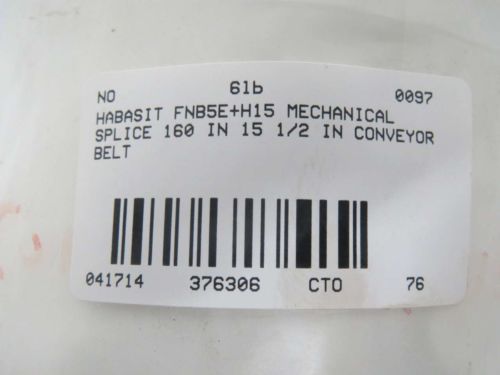 NO 6lb 0097
HABASIT FNB5E+H15 MECHANICAL
SPLICE 160 IN 15 1/2 IN CONVEYOR
BELT
041714 376306 CTO 76